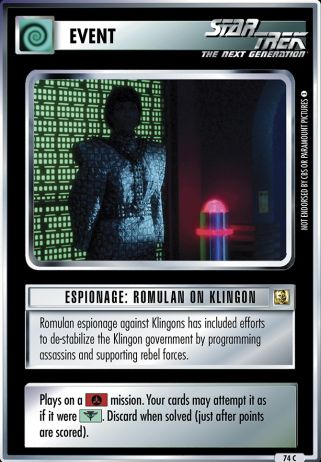 EVENT
STAR TREK
THE NEXT GENERATION
NOT ENDORSED BY CBS OR PARAMOUNT PICTURES
ESPIONAGE: ROMULAN ON KLINGON
Romulan espionage against Klingons has included efforts
to de-stabilize the Klingon government by programming
assassins and supporting rebel forces.
Plays on a mission. Your cards may attempt it as
if it were . Discard when solved (just after points
are scored).
74 C